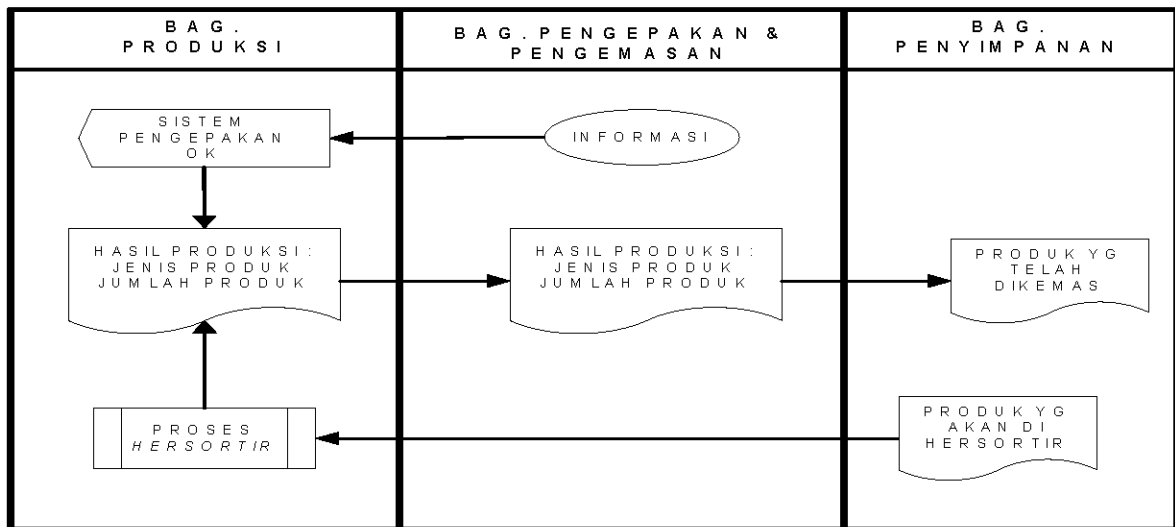 BAG.
PRODUKSI
BAG. PENGEPAKAN &
PENGEMASAN
BAG.
PENYIMPANAN
SISTEM
PENGEPAKAN
OK
INFORMASI
HASIL PRODUKSI:
JENIS PRODUK
JUMLAH PRODUK
HASIL PRODUKSI:
JENIS PRODUK
JUMLAH PRODUK
PRODUK YG
TELAH
DIKEMAS
PROSES
HERSORTIR
PRODUK YG
AKAN DI
HERSORTIR